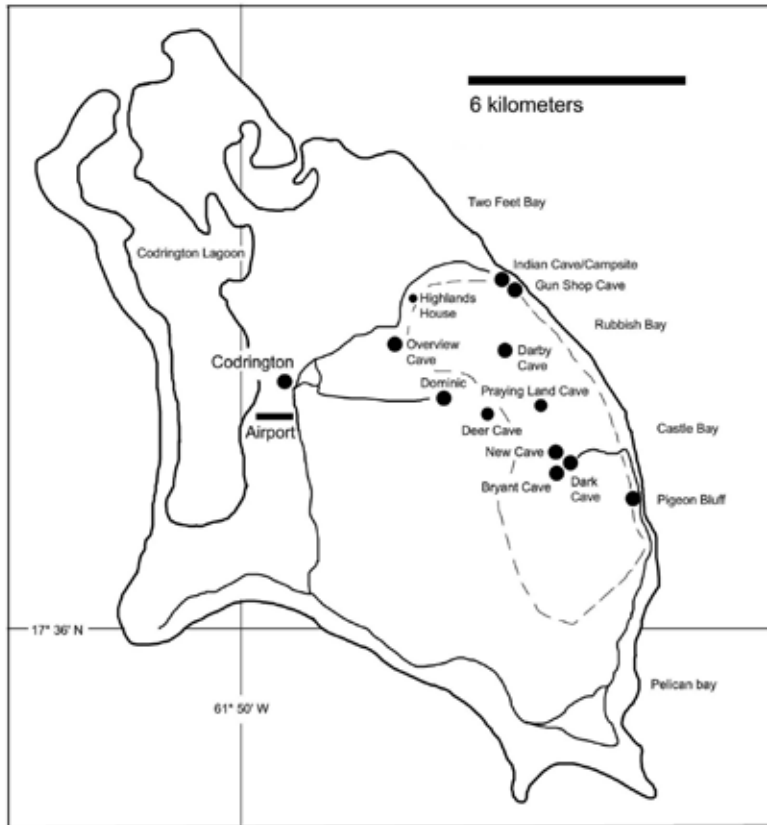 6 kilometers
Two Feet Bay
Codrington Lagoon
Indian Cave/Campsite
Gun Shop Cave
Highlands
House
Rubbish Bay
Overview
Cave
Darby
Cave
Codrington
Dominic
Praying Land Cave
Airport
Deer Cave
Castle Bay
New Cave
Bryant Cave
Dark
Cave
Pigeon Bluff
17° 36' N
Pelican bay
61° 50' W